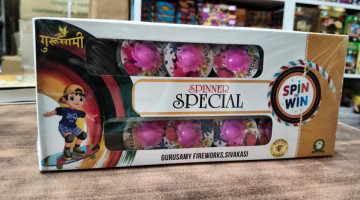 गुरुसामी
SPINNER
SPECIAL
SPIN
WIN
GURUSAMY FIREWORKS,SIVAKASI